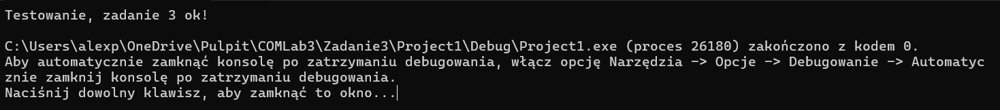 Testowanie, zadanie 3 ok!
C:\Users\alexp\OneDrive\Pulpit\COMLab3\Zadanie3\Project1\Debug\Project1.exe (proces 26180) zakończono z kodem 0.
Aby automatycznie zamknąć konsolę po zatrzymaniu debugowania, włącz opcję Narzędzia -> Opcje -> Debugowanie -> Automatyc
znie zamknij konsolę po zatrzymaniu debugowania.
Naciśnij dowolny klawisz, aby zamknąć to okno...